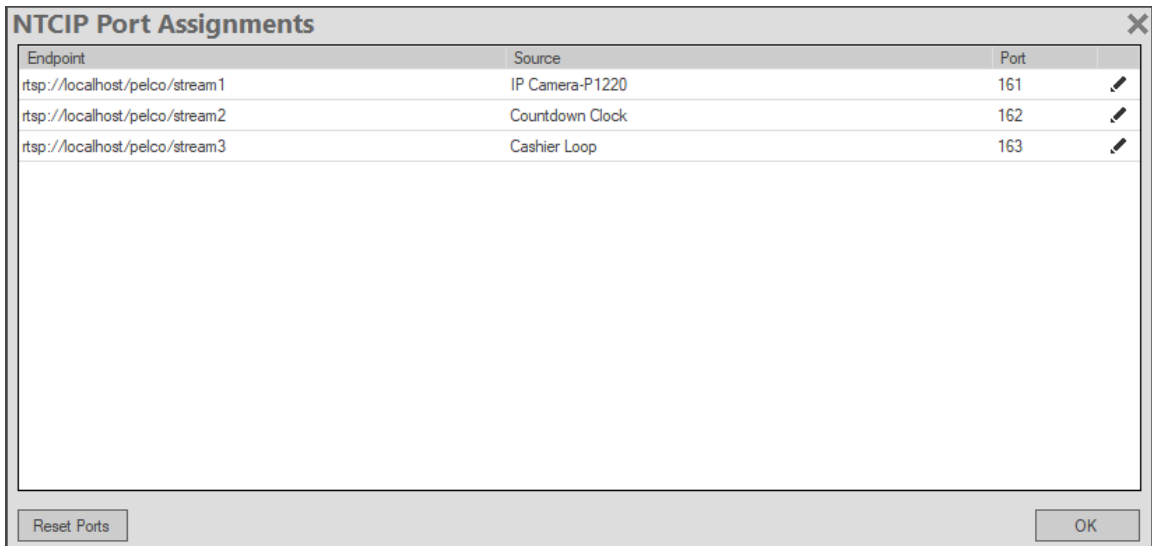 NTCIP Port Assignments
Endpoint Source Port
rtsp://localhost/pelco/stream1 IP Camera-P1220 161
rtsp://localhost/pelco/stream2 Countdown Clock 162
rtsp://localhost/pelco/stream3 Cashier Loop 163
Reset Ports OK